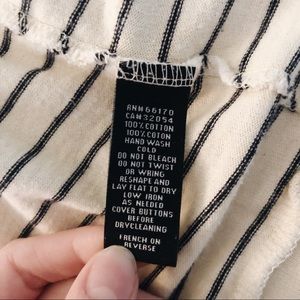 RN# 66170
CA# 32054
100% COTTON
100% COTON
HAND WASH
COLD
DO NOT BLEACH
DO NOT TWIST
OR WRING
RESHAPE AND
LAY FLAT TO DRY
LOW IRON
AS NEEDED
COVER BUTTONS
BEFORE
DRYCLEANING
FRENCH ON
REVERSE